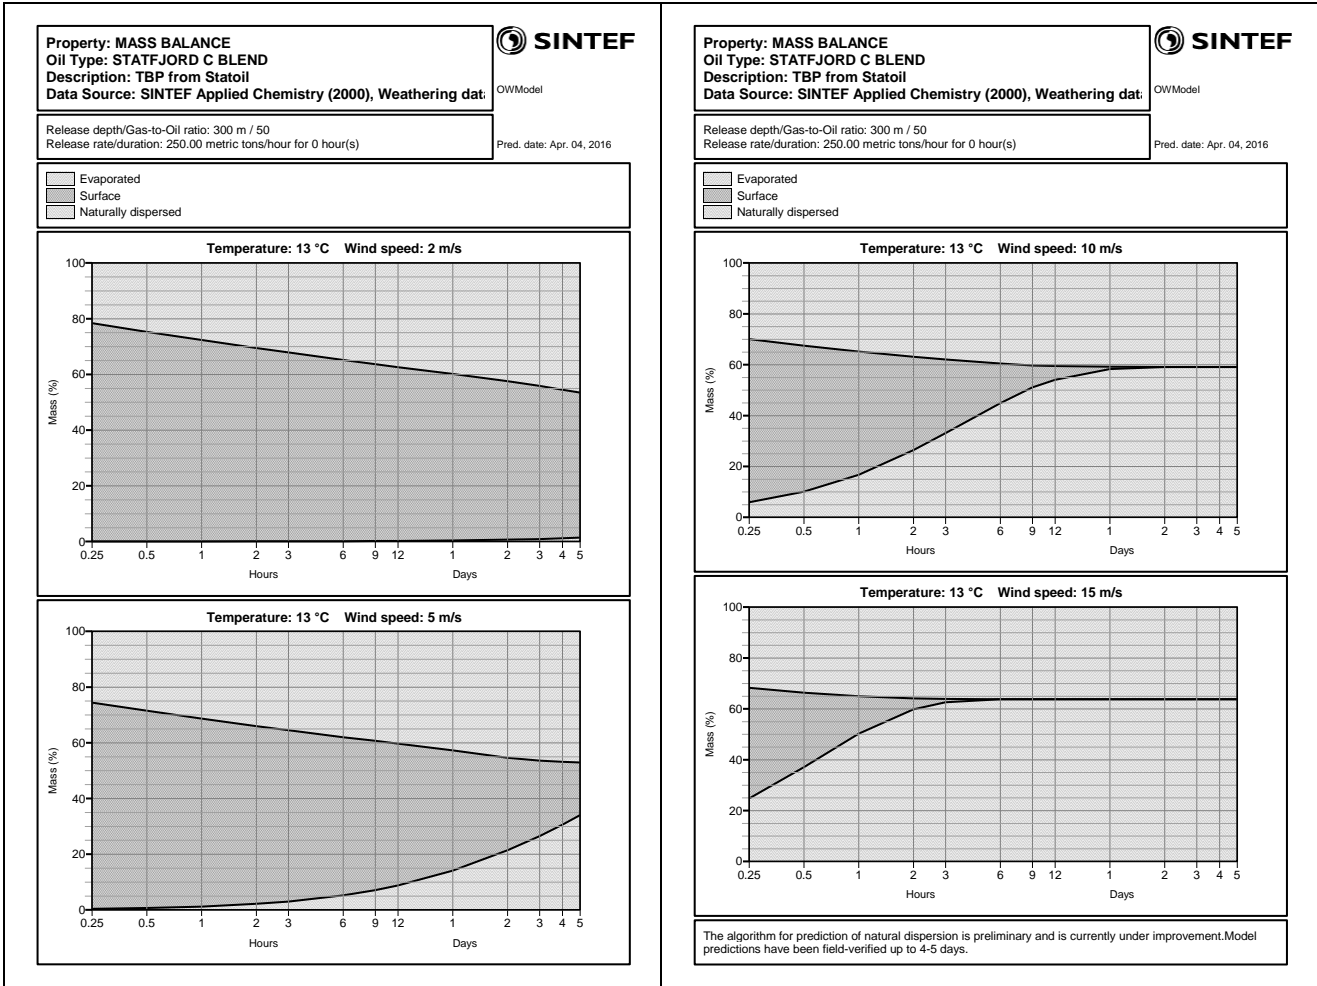 Property: MASS BALANCE
Oil Type: STATFJORD C BLEND
Description: TBP from Statoil
Data Source: SINTEF Applied Chemistry (2000), Weathering data
SINTEF
OWModel
Release depth/Gas-to-Oil ratio: 300 m / 50
Release rate/duration: 250.00 metric tons/hour for 0 hour(s)
Pred. date: Apr. 04, 2016
Evaporated
Surface
Naturally dispersed
Temperature: 13 °C Wind speed: 2 m/s
100
80
60
40
20
0
Mass (%)
0.25 0.5 1 2 3 6 9 12 1 2 3 4 5
Hours Days
Temperature: 13 °C Wind speed: 5 m/s
100
80
60
40
20
0
Mass (%)
0.25 0.5 1 2 3 6 9 12 1 2 3 4 5
Hours Days
Property: MASS BALANCE
Oil Type: STATFJORD C BLEND
Description: TBP from Statoil
Data Source: SINTEF Applied Chemistry (2000), Weathering data
SINTEF
OWModel
Release depth/Gas-to-Oil ratio: 300 m / 50
Release rate/duration: 250.00 metric tons/hour for 0 hour(s)
Pred. date: Apr. 04, 2016
Evaporated
Surface
Naturally dispersed
Temperature: 13 °C Wind speed: 10 m/s
100
80
60
40
20
0
Mass (%)
0.25 0.5 1 2 3 6 9 12 1 2 3 4 5
Hours Days
Temperature: 13 °C Wind speed: 15 m/s
100
80
60
40
20
0
Mass (%)
0.25 0.5 1 2 3 6 9 12 1 2 3 4 5
Hours Days
The algorithm for prediction of natural dispersion is preliminary and is currently under improvement.Model
predictions have been field-verified up to 4-5 days.